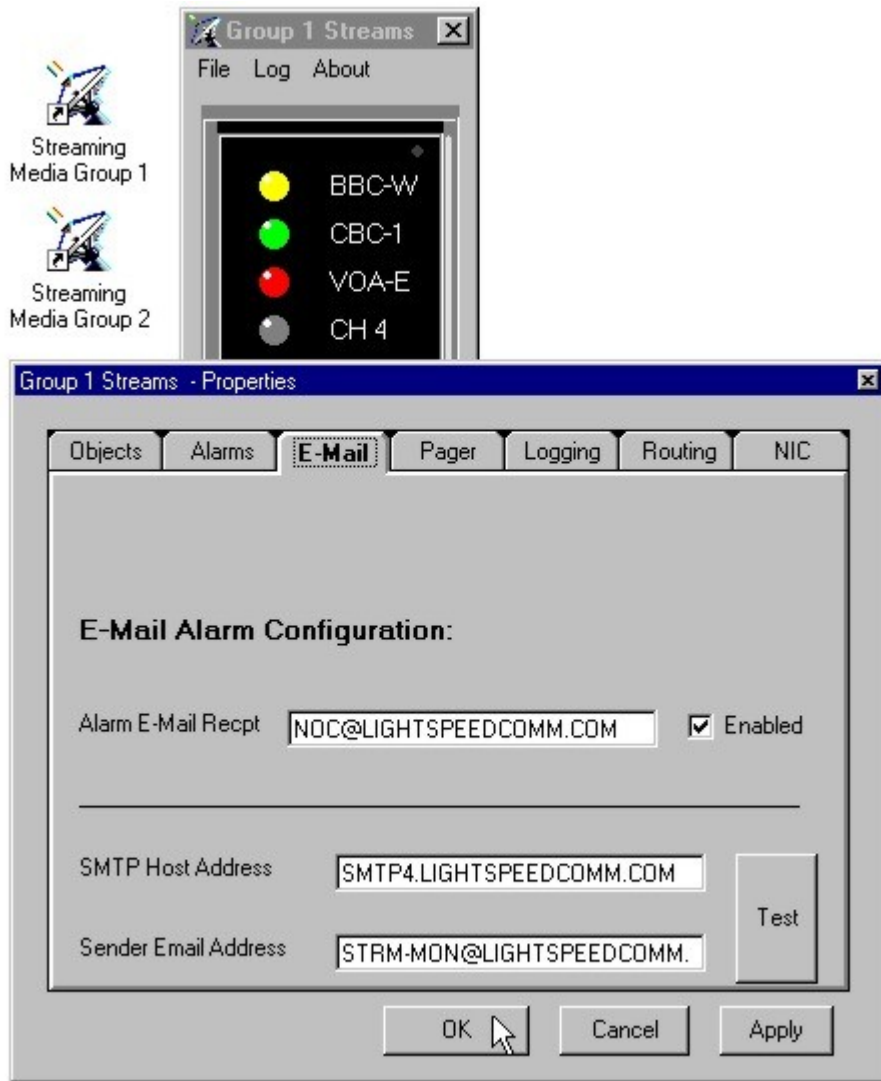 Group 1 Streams
File Log About
Streaming
Media Group 1
BBC-W
CBC-1
VOA-E
CH 4
Streaming
Media Group 2
Group 1 Streams - Properties
Objects Alarms E-Mail Pager Logging Routing NIC
E-Mail Alarm Configuration:
Alarm E-Mail Recpt NOC@LIGHTSPEEDCOMM.COM Enabled
SMTP Host Address SMTP4.LIGHTSPEEDCOMM.COM
Test
Sender Email Address STRM-MON@LIGHTSPEEDCOMM.
OK Cancel Apply